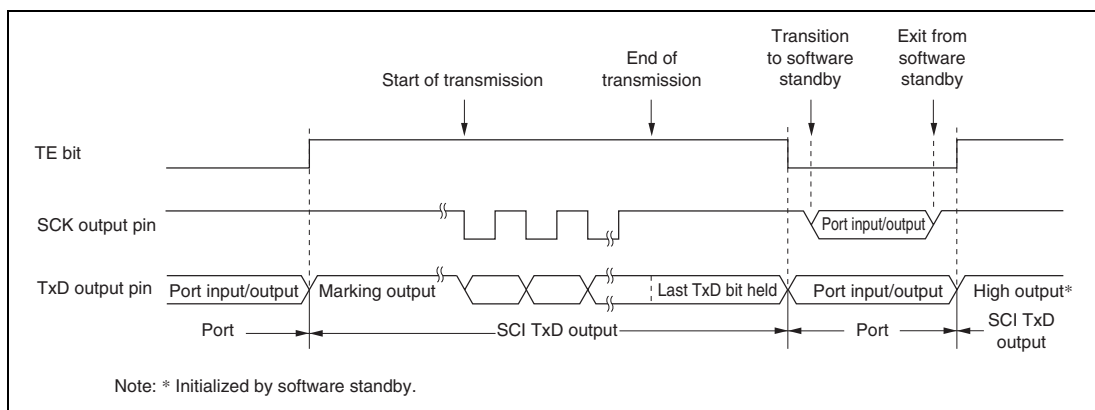 Transition
to software
standby
Exit from
software
standby
End of
transmission
Start of transmission
TE bit
SCK output pin
Port input/output
TxD output pin
Port input/output
Marking output
Last TxD bit held
Port input/output
High output*
Port
SCI TxD output
Port
SCI TxD
output
Note: * Initialized by software standby.